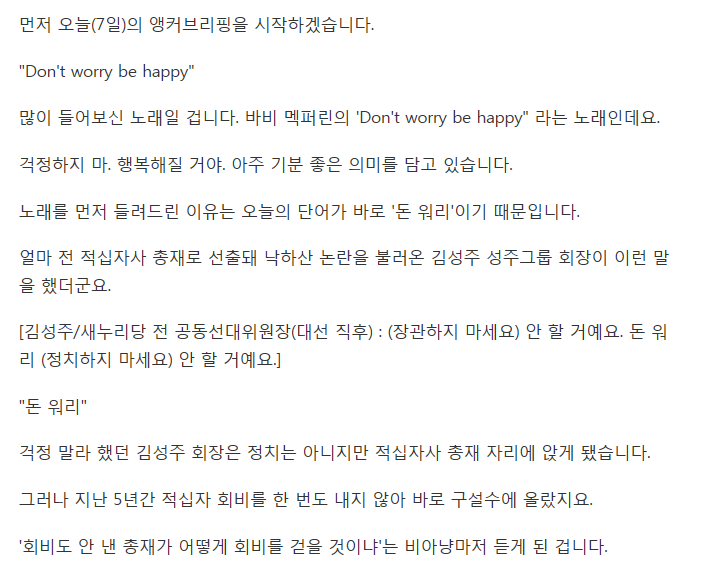 먼저 오늘(7일)의 앵커브리핑을 시작하겠습니다.
"Don't worry be happy"
많이 들어보신 노래일 겁니다. 바비 멕퍼린의 'Don't worry be happy" 라는 노래인데요.
걱정하지 마. 행복해질 거야. 아주 기분 좋은 의미를 담고 있습니다.
노래를 먼저 들려드린 이유는 오늘의 단어가 바로 '돈 워리'이기 때문입니다.
얼마 전 적십자사 총재로 선출돼 낙하산 논란을 불러온 김성주 성주그룹 회장이 이런 말
을 했더군요.
[김성주/새누리당 전 공동선대위원장(대선 직후) : (장관하지 마세요) 안 할 거예요. 돈 워
리 (정치하지 마세요) 안 할 거예요.]
"돈 워리"
걱정 말라 했던 김성주 회장은 정치는 아니지만 적십자사 총재 자리에 앉게 됐습니다.
그러나 지난 5년간 적십자 회비를 한 번도 내지 않아 바로 구설수에 올랐지요.
'회비도 안 낸 총재가 어떻게 회비를 걷을 것이냐'는 비아냥마저 듣게 된 겁니다.